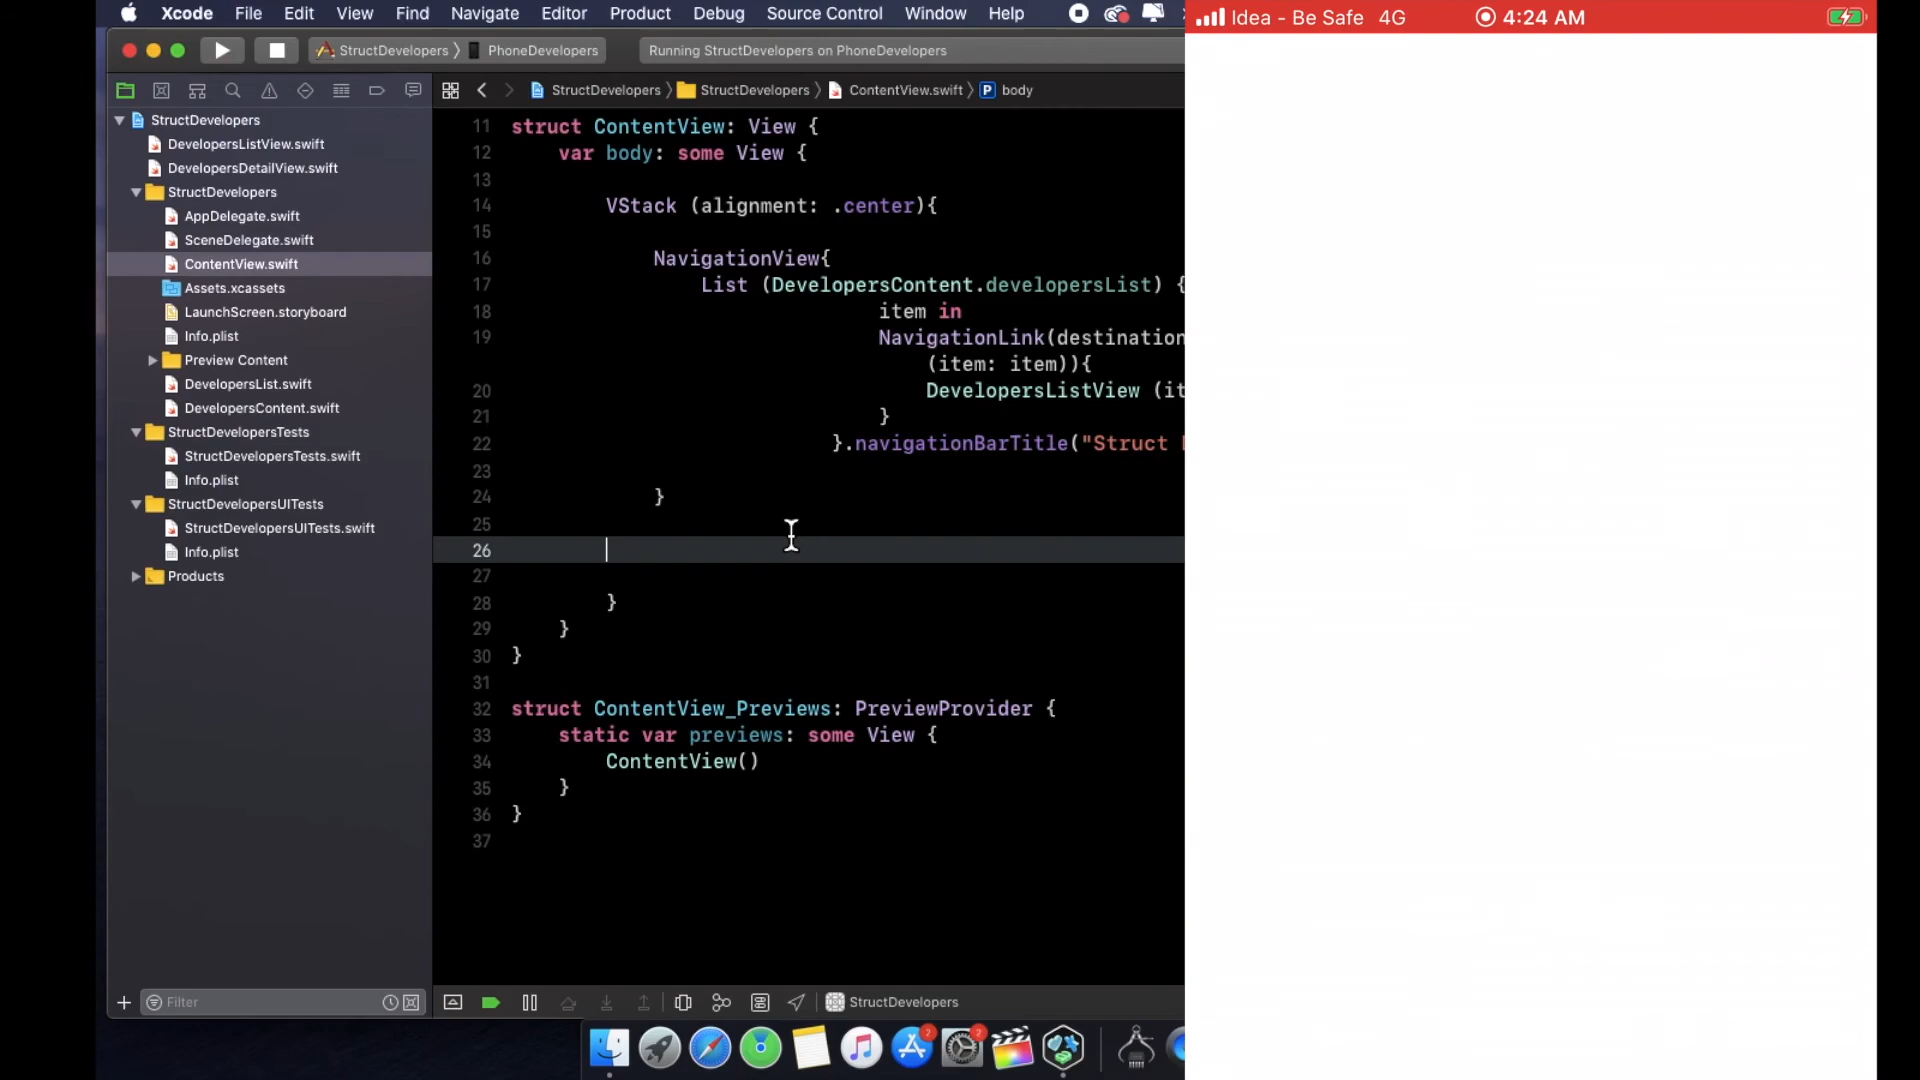 Xcode File Edit View Find Navigate Editor Product Debug Source Control Window Help
Idea - Be Safe 4G 4:24 AM
StructDevelopers PhoneDevelopers Running StructDevelopers on PhoneDevelopers
StructDevelopers StructDevelopers ContentView.swift P body
StructDevelopers
DevelopersListView.swift
DevelopersDetailView.swift
StructDevelopers
AppDelegate.swift
SceneDelegate.swift
ContentView.swift
Assets.xcassets
LaunchScreen.storyboard
Info.plist
Preview Content
DevelopersList.swift
DevelopersContent.swift
StructDevelopersTests
StructDevelopersTests.swift
Info.plist
StructDevelopersUITests
StructDevelopersUITests.swift
Info.plist
Products
Filter
11 struct ContentView: View {
12 var body: some View {
13
14 VStack (alignment: .center){
15
16 NavigationView{
17 List (DevelopersContent.developersList) {
18 item in
19 NavigationLink(destination
(item: item)){
20 DevelopersListView (it
21 }
22 }.navigationBarTitle("Struct
23
24 }
25
26
27
28 }
29 }
30 }
31
32 struct ContentView_Previews: PreviewProvider {
33 static var previews: some View {
34 ContentView()
35 }
36 }
37
StructDevelopers
2 2